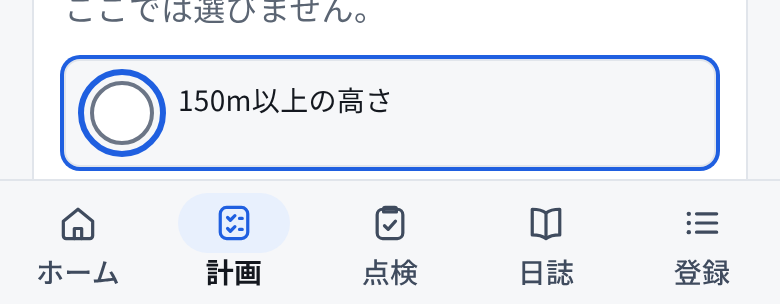 ここでは選びません。
150m以上の高さ
ホーム
計画
点検
日誌
登録